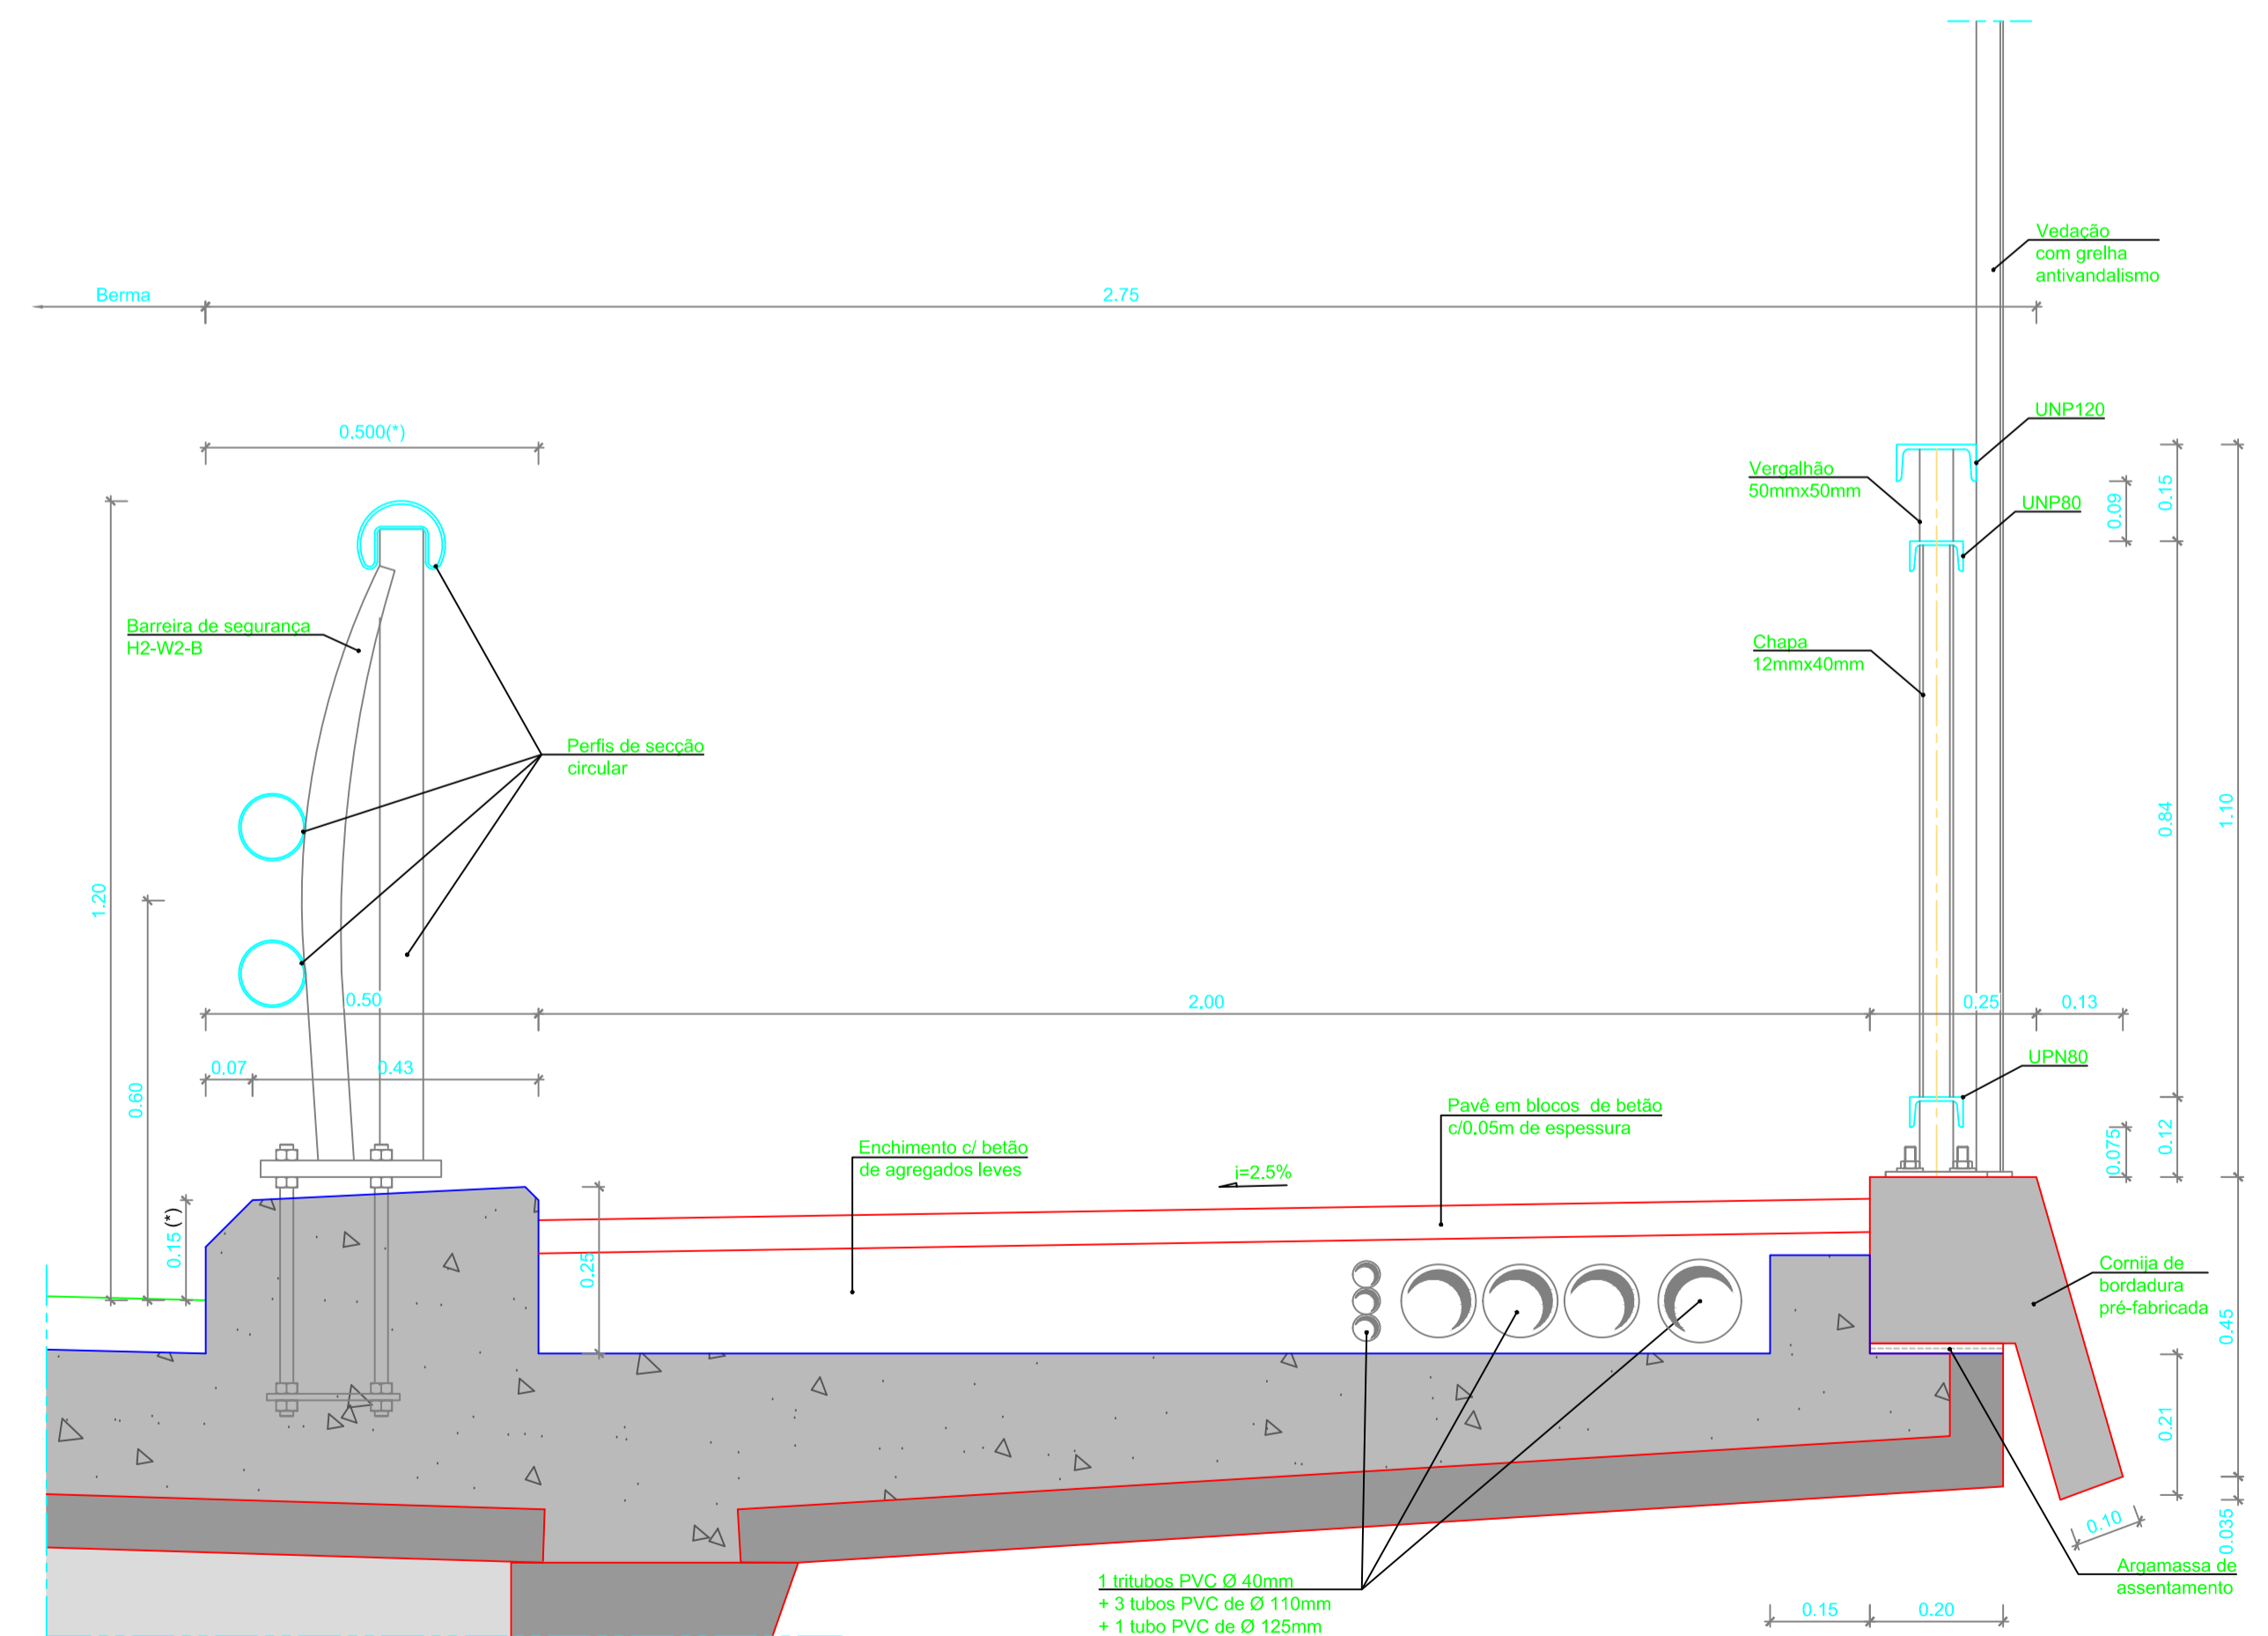 Vedação
com grelha
antivandalismo
Berma
2.75
UNP120
0.500(*)
Vergalhão
50mmx50mm
UNP80
0.09
0.15
Barreira de segurança
H2-W2-B
Chapa
12mmx40mm
Perfis de secção
circular
1.20
0.84
1.10
0.50
2.00
0.25
0.13
0.07
0.43
UPN80
0.60
Pavê em blocos de betão
c/0.05m de espessura
Enchimento c/ betão
de agregados leves
i=2.5%
0.075
0.12
0.15 (*)
0.25
Cornija de
bordadura
pré-fabricada
0.45
0.21
0.10
0.035
Argamassa de
assentamento
1 tritubos PVC Ø 40mm
+ 3 tubos PVC de Ø 110mm
+ 1 tubo PVC de Ø 125mm
0.15
0.20